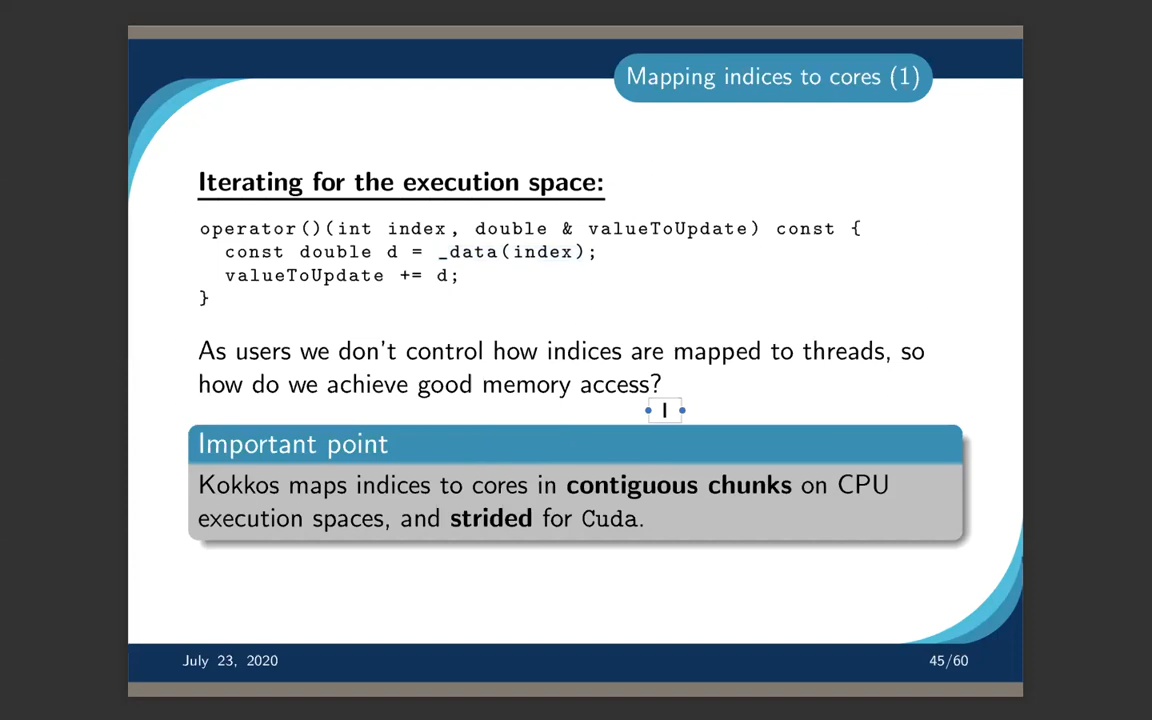 Mapping indices to cores (1)
Iterating for the execution space:
operator()(int index, double & valueToUpdate) const {
const double d = _data(index);
valueToUpdate += d;
}
As users we don't control how indices are mapped to threads, so
how do we achieve good memory access?
Important point
Kokkos maps indices to cores in contiguous chunks on CPU
execution spaces, and strided for Cuda.
July 23, 2020
45/60